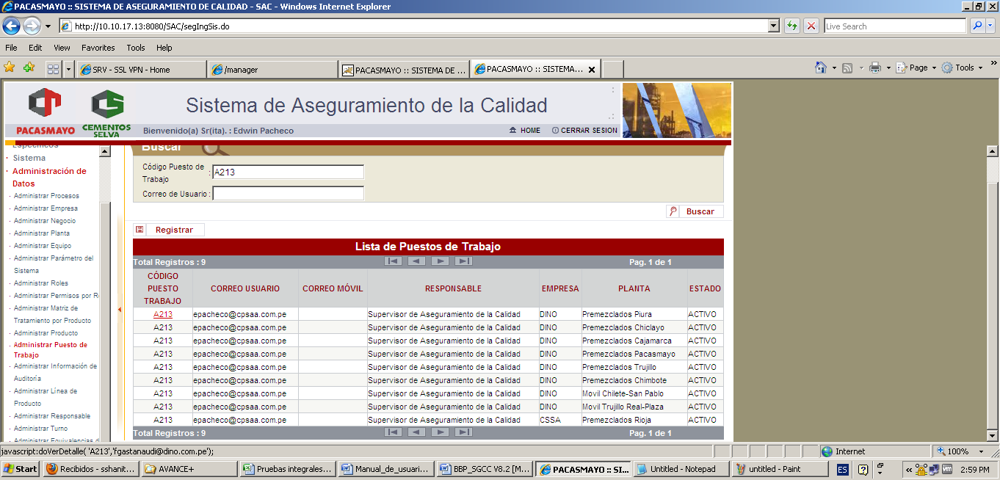 PACASMAYO :: SISTEMA DE ASEGURAMIENTO DE CALIDAD - SAC - Windows Internet Explorer
http://10.10.17.13:8080/SAC/segIngSis.do
Live Search
File Edit View Favorites Tools Help
SRV - SSL VPN - Home
/manager
PACASMAYO :: SISTEMA DE ...
PACASMAYO :: SISTEMA...
Page
Tools
PACASMAYO
CEMENTOS
SELVA
Sistema de Aseguramiento de la Calidad
Bienvenido(a) Sr(ita). : Edwin Pacheco
HOME
CERRAR SESION
Específicos
Sistema
Administración de
Datos
Administrar Procesos
Administrar Empresa
Administrar Negocio
Administrar Planta
Administrar Equipo
Administrar Parámetro del
Sistema
Administrar Roles
Administrar Permisos por R
Administrar Matriz de
Tratamiento por Producto
Administrar Producto
Administrar Puesto de
Trabajo
Administrar Información de
Auditoría
Administrar Línea de
Producto
Administrar Responsable
Administrar Turno
Administrar Equivalencias d
Buscar
Código Puesto de
Trabajo : A213
Correo de Usuario :
Buscar
Registrar
Lista de Puestos de Trabajo
Total Registros : 9 Pag. 1 de 1
CÓDIGO
PUESTO
TRABAJO
CORREO USUARIO CORREO MÓVIL RESPONSABLE EMPRESA PLANTA ESTADO
A213 epacheco@cpsaa.com.pe Supervisor de Aseguramiento de la Calidad DINO Premezclados Piura ACTIVO
A213 epacheco@cpsaa.com.pe Supervisor de Aseguramiento de la Calidad DINO Premezclados Chiclayo ACTIVO
A213 epacheco@cpsaa.com.pe Supervisor de Aseguramiento de la Calidad DINO Premezclados Cajamarca ACTIVO
A213 epacheco@cpsaa.com.pe Supervisor de Aseguramiento de la Calidad DINO Premezclados Pacasmayo ACTIVO
A213 epacheco@cpsaa.com.pe Supervisor de Aseguramiento de la Calidad DINO Premezclados Trujillo ACTIVO
A213 epacheco@cpsaa.com.pe Supervisor de Aseguramiento de la Calidad DINO Premezclados Chimbote ACTIVO
A213 epacheco@cpsaa.com.pe Supervisor de Aseguramiento de la Calidad DINO Movil Chilete-San Pablo ACTIVO
A213 epacheco@cpsaa.com.pe Supervisor de Aseguramiento de la Calidad DINO Movil Trujillo Real-Plaza ACTIVO
A213 epacheco@cpsaa.com.pe Supervisor de Aseguramiento de la Calidad CSSA Premezclados Rioja ACTIVO
Total Registros : 9 Pag. 1 de 1
javascript:doVerDetalle( 'A213','fgastanaudi@dino.com.pe');
Internet
100%
Start
Recibidos - sshanit...
AVANCE+
Pruebas integrales...
Manual_de_usuari...
BBP_SGCC V8.2 [M...
PACASMAYO :: SI...
Untitled - Notepad
untitled - Paint
ES
2:59 PM